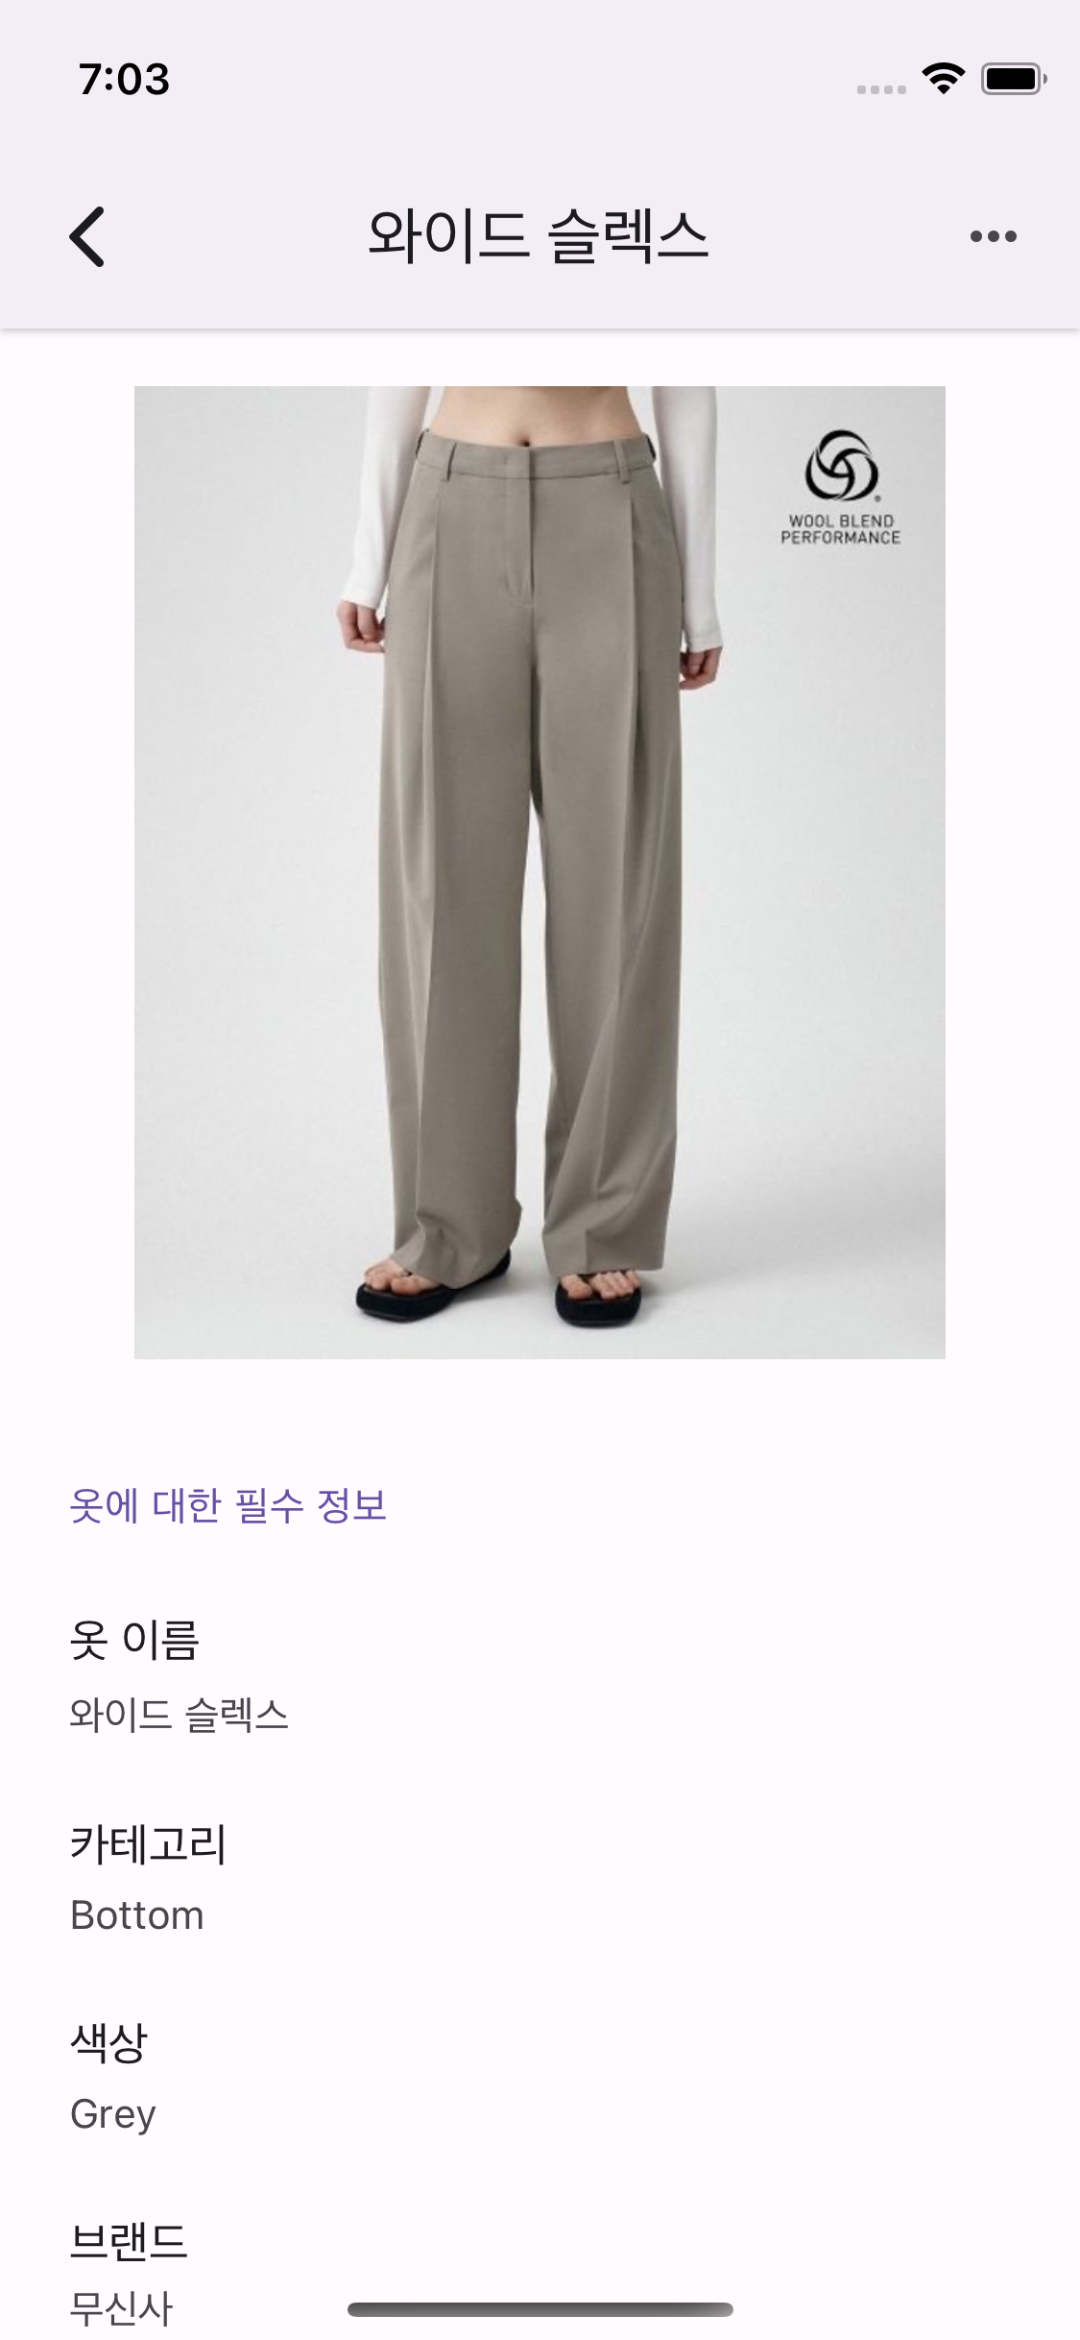 7:03
와이드 슬렉스
WOOL BLEND
PERFORMANCE
옷에 대한 필수 정보
옷 이름
와이드 슬렉스
카테고리
Bottom
색상
Grey
브랜드
무신사